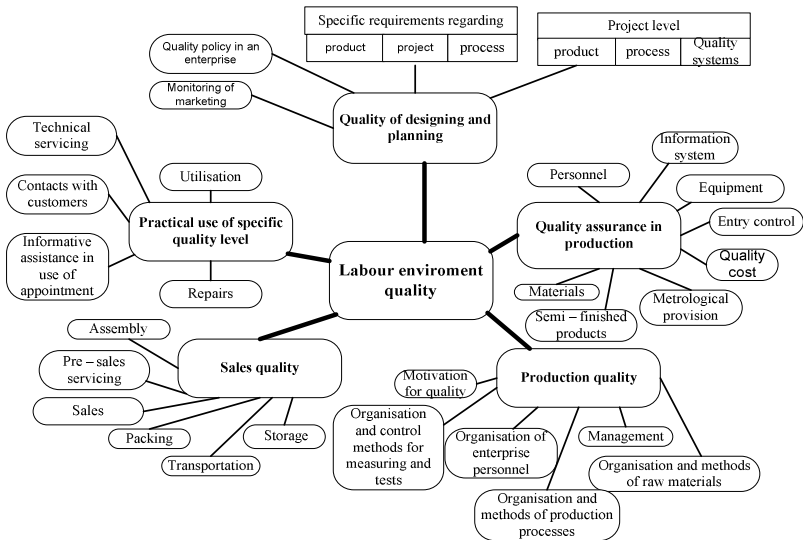 Specific requirements regarding
product
project
process
Project level
product
process
Quality
systems
Quality policy in an
enterprise
Monitoring of
marketing
Quality of designing and
planning
Technical
servicing
Contacts with
customers
Informative
assistance in
use of
appointment
Utilisation
Practical use of specific
quality level
Repairs
Information
system
Personnel
Equipment
Entry control
Quality
cost
Quality assurance in
production
Materials
Semi – finished
products
Metrological
provision
Labour enviroment
quality
Assembly
Pre – sales
servicing
Sales
Packing
Transportation
Storage
Sales quality
Production quality
Motivation
for quality
Organisation
and control
methods for
measuring and
tests
Organisation of
enterprise
personnel
Management
Organisation and methods
of raw materials
Organisation and
methods of production
processes